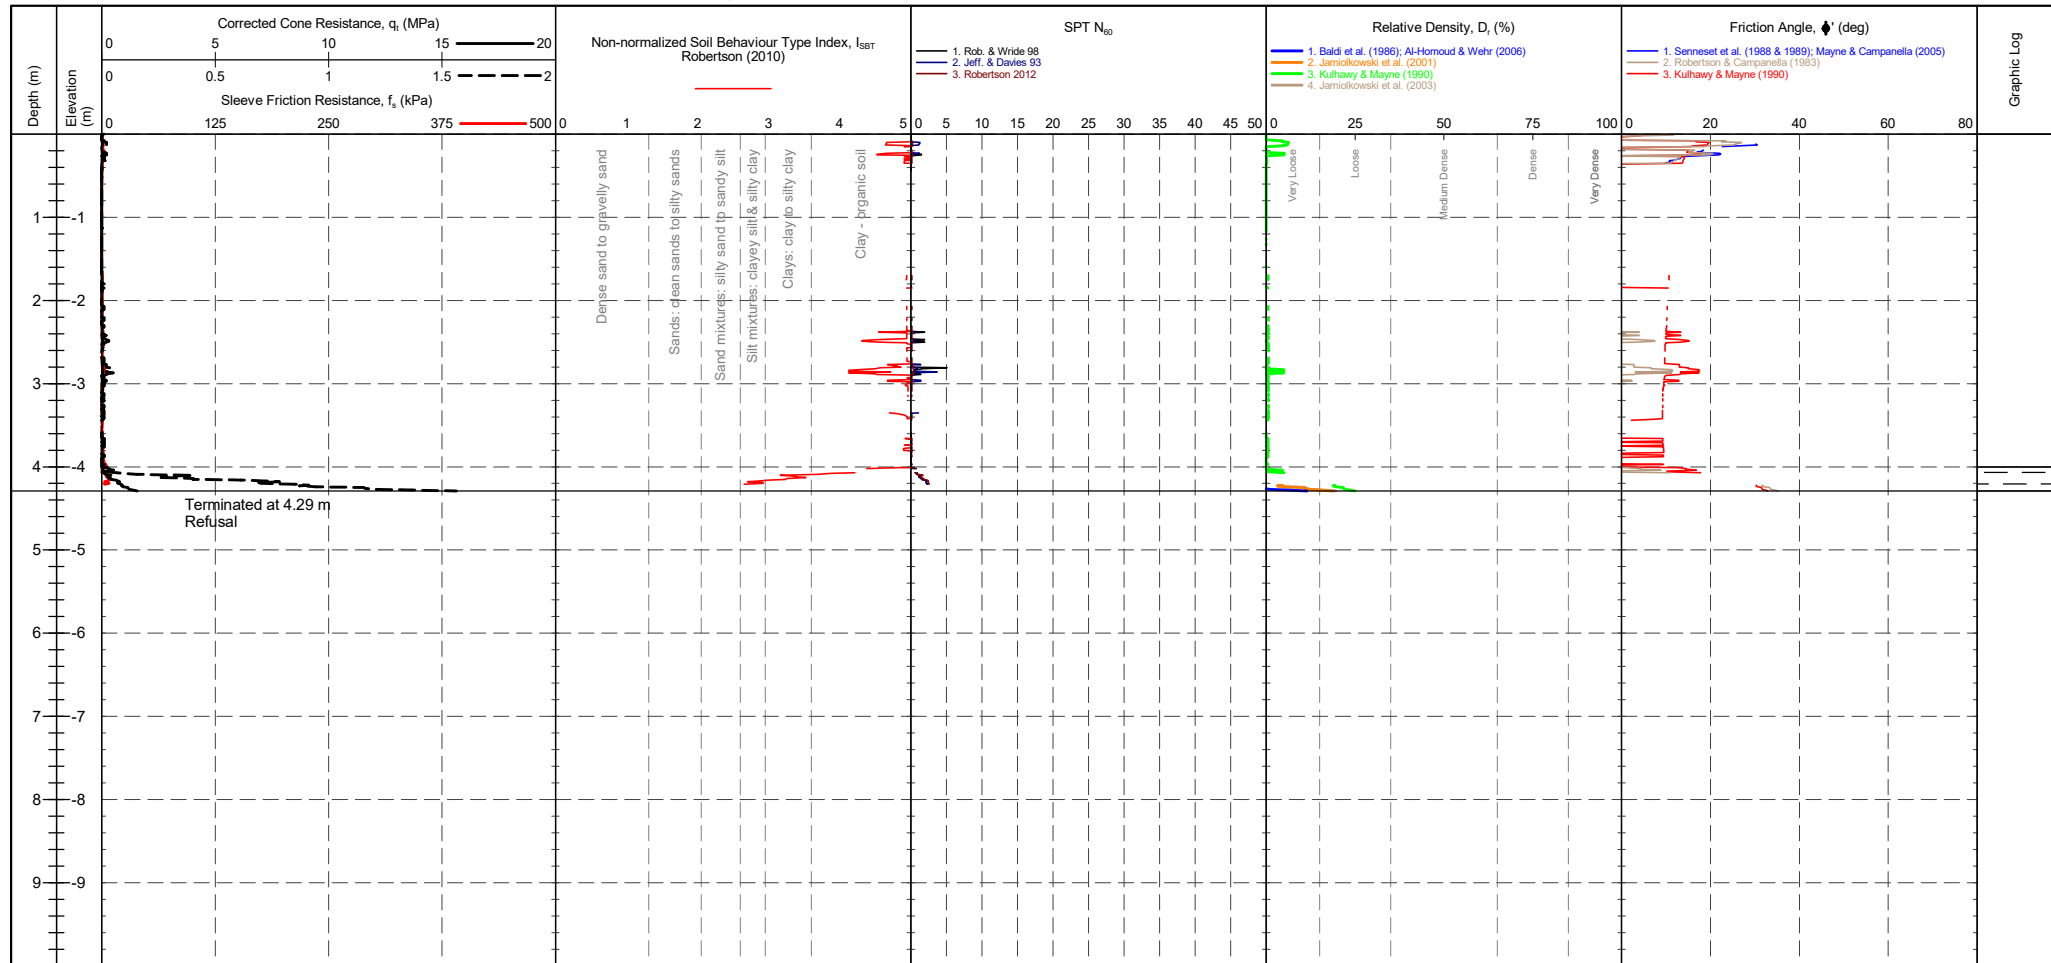 Depth (m)
Elevation
(m)
Corrected Cone Resistance, qt (MPa)
0 5 10 15 20
0 0.5 1 1.5 2
Sleeve Friction Resistance, fs (kPa)
0 125 250 375 500
Non-normalized Soil Behaviour Type Index, ISBT
Robertson (2010)
0 1 2 3 4 5
SPT N60
1. Rob. & Wride 98
2. Jeff. & Davies 93
3. Robertson 2012
0 5 10 15 20 25 30 35 40 45 50
Relative Density, Dr (%)
1. Baldi et al. (1986); Al-Homoud & Wehr (2006)
2. Jamiolkowski et al. (2001)
3. Kulhawy & Mayne (1990)
4. Jamiolkowski et al. (2003)
0 25 50 75 100
Friction Angle, ϕ' (deg)
1. Senneset et al. (1988 & 1989); Mayne & Campanella (2005)
2. Robertson & Campanella (1983)
3. Kulhawy & Mayne (1990)
0 20 40 60 80
Graphic Log
Dense sand to gravelly sand
Sands: clean sands to silty sands
Sand mixtures: silty sand to sandy silt
Silt mixtures: clayey silt & silty clay
Clays: clay to silty clay
Clay - organic soil
Very Loose
Loose
Medium Dense
Dense
Very Dense
1 -1
2 -2
3 -3
4 -4
Terminated at 4.29 m
Refusal
5 -5
6 -6
7 -7
8 -8
9 -9